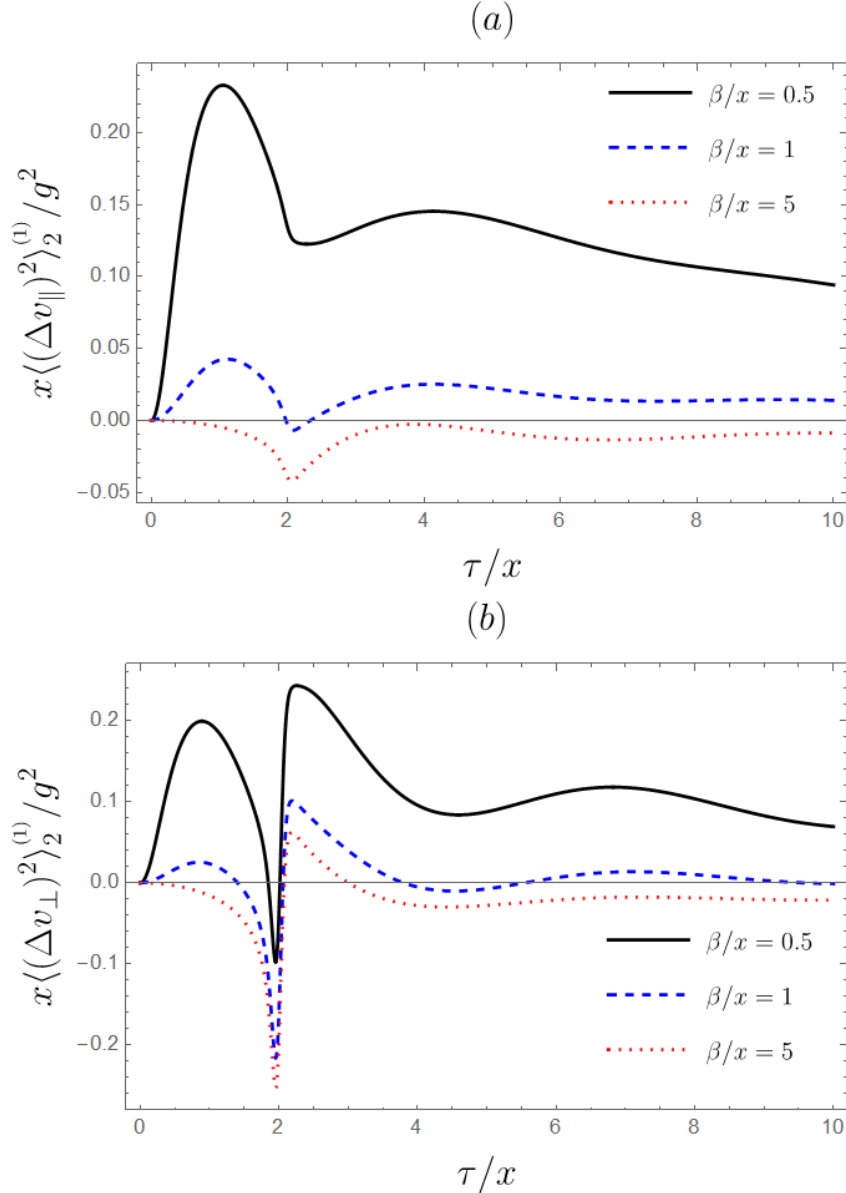 (a)
x⟨(Δv∥)²⟩₂⁽¹⁾/g²
0.20
0.15
0.10
0.05
0.00
−0.05
β/x = 0.5
β/x = 1
β/x = 5
0 2 4 6 8 10
τ/x
(b)
x⟨(Δv⊥)²⟩₂⁽¹⁾/g²
0.2
0.1
0.0
−0.1
−0.2
β/x = 0.5
β/x = 1
β/x = 5
0 2 4 6 8 10
τ/x